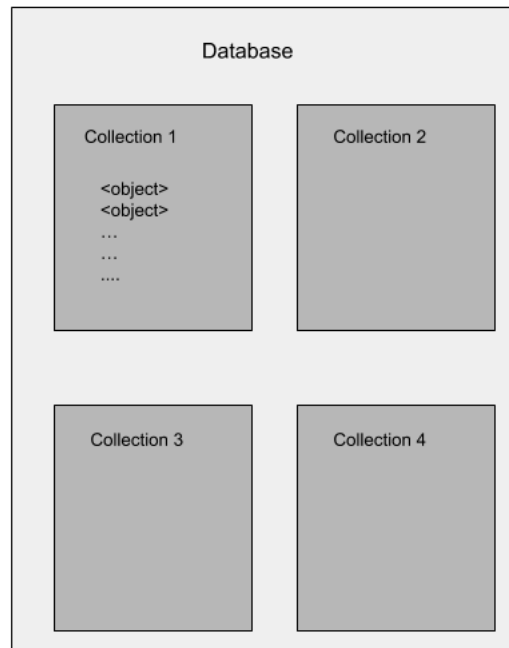 Database
Collection 1
<object>
<object>
...
...
....
Collection 2
Collection 3
Collection 4